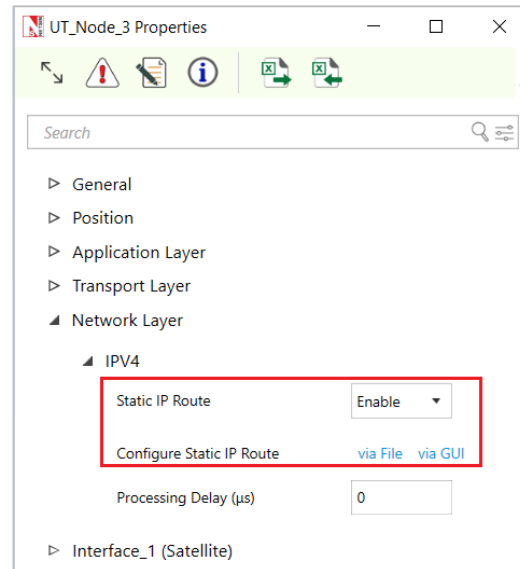 UT_Node_3 Properties
Search
General
Position
Application Layer
Transport Layer
Network Layer
IPV4
Static IP Route Enable
Configure Static IP Route via File via GUI
Processing Delay (µs) 0
Interface_1 (Satellite)